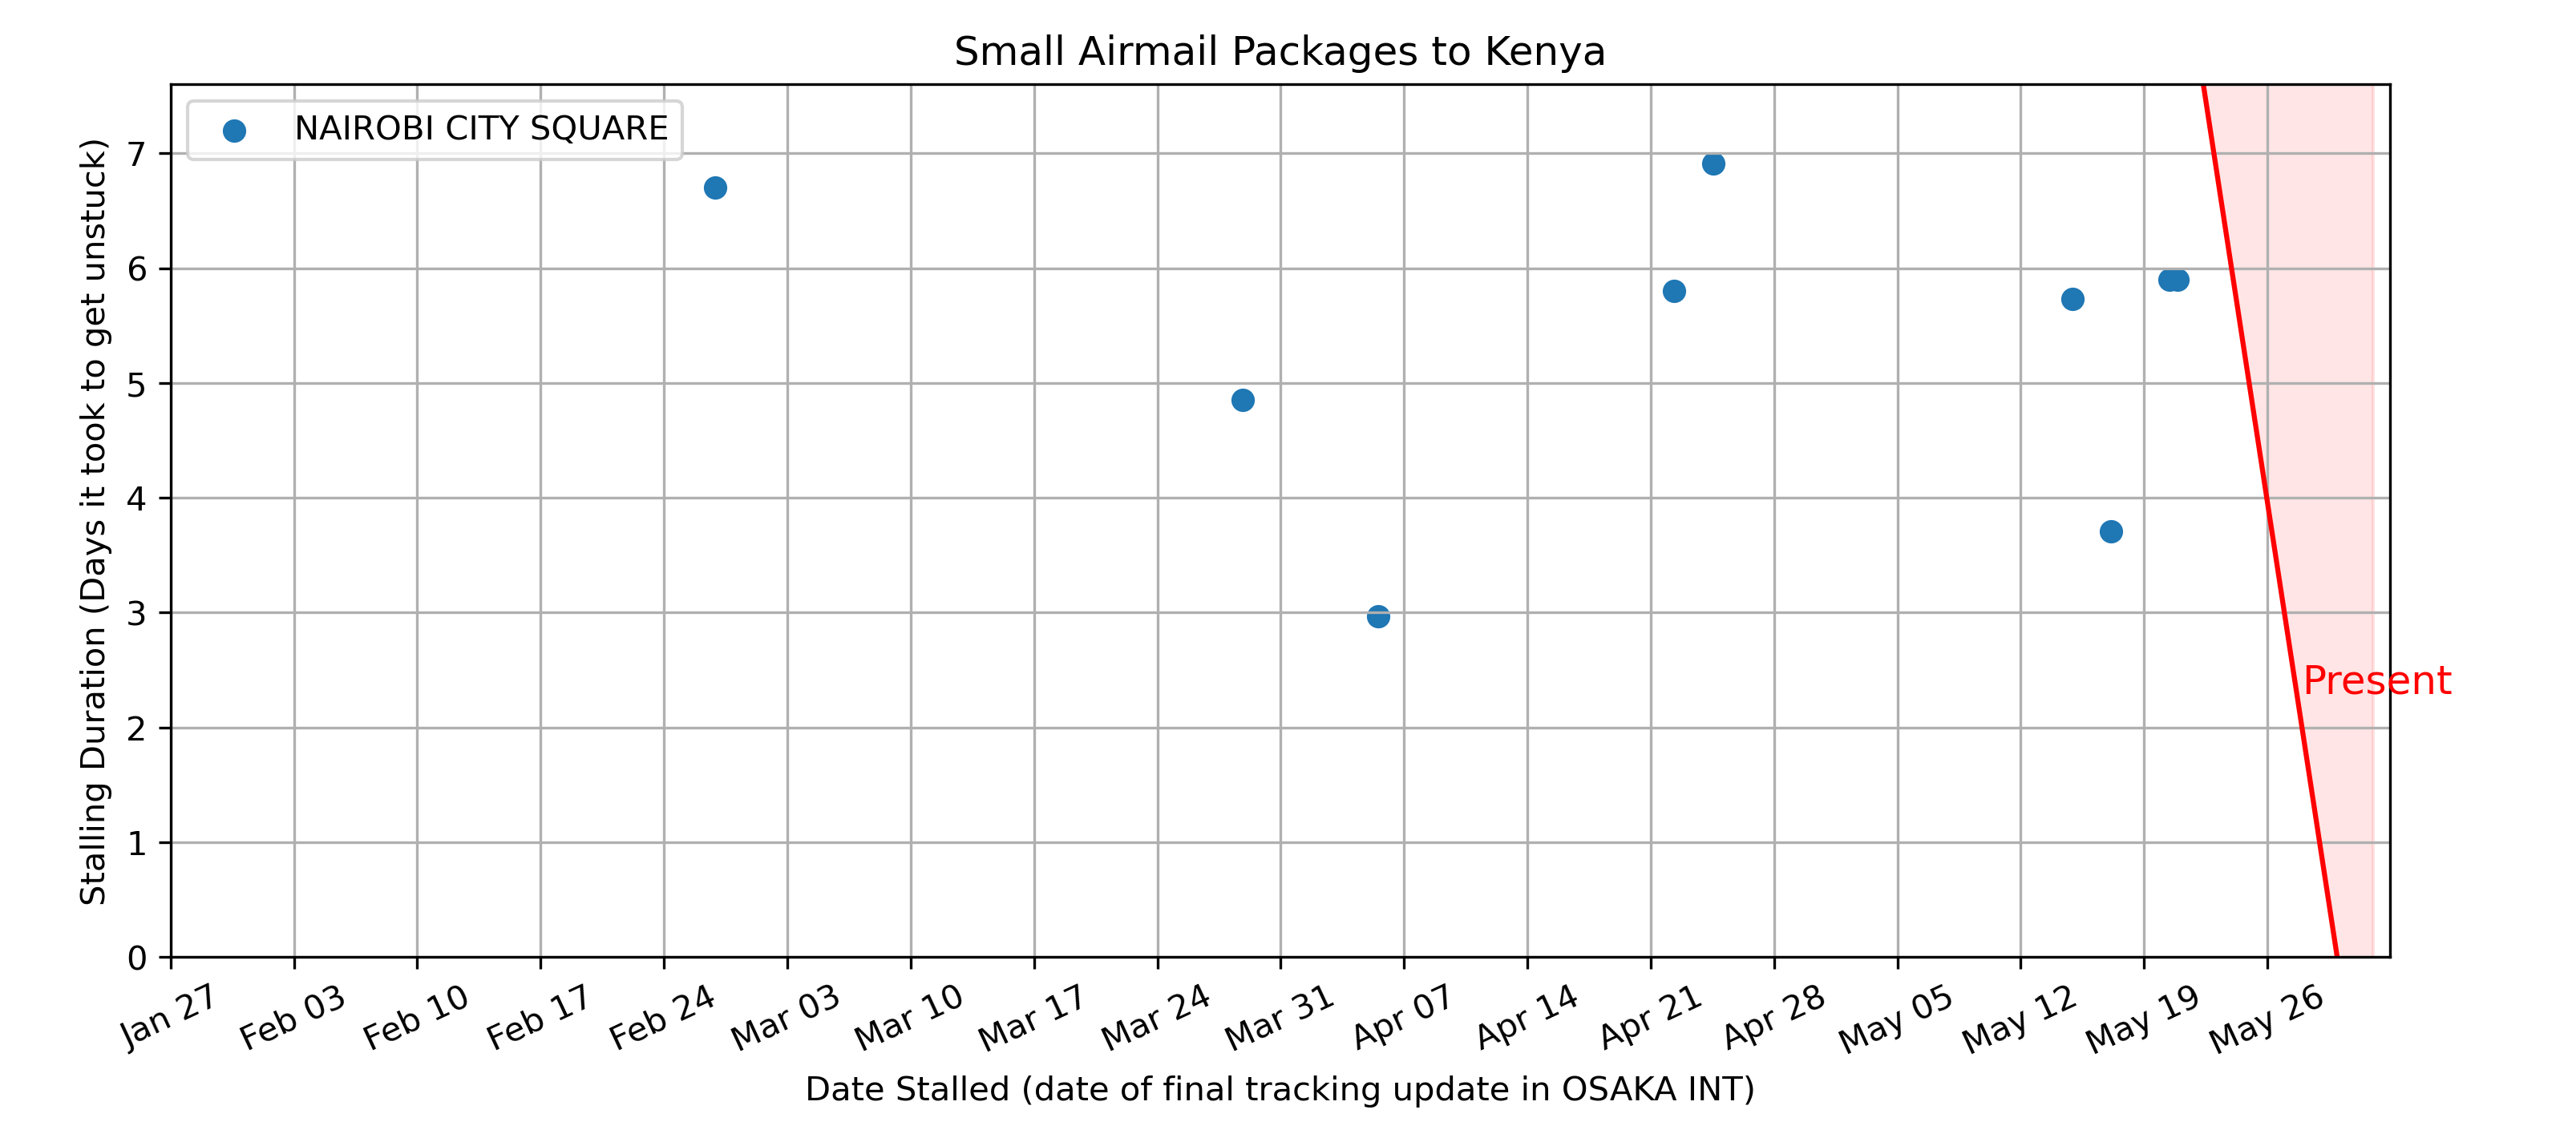 Small Airmail Packages to Kenya
NAIROBI CITY SQUARE
Stalling Duration (Days it took to get unstuck)
7
6
5
4
3
2
1
0
Present
Jan 27 Feb 03 Feb 10 Feb 17 Feb 24 Mar 03 Mar 10 Mar 17 Mar 24 Mar 31 Apr 07 Apr 14 Apr 21 Apr 28 May 05 May 12 May 19 May 26
Date Stalled (date of final tracking update in OSAKA INT)